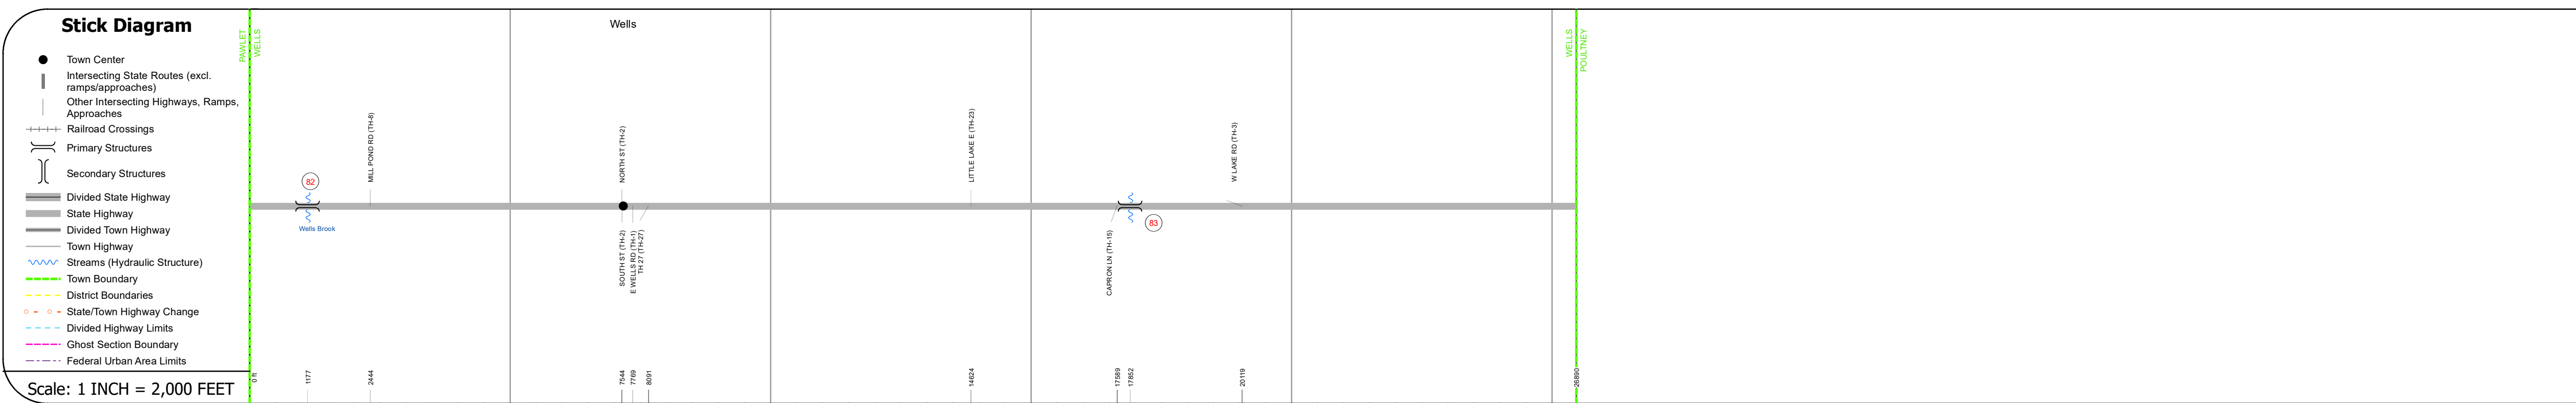 Stick Diagram
Town Center
Intersecting State Routes (excl.
ramps/approaches)
Other Intersecting Highways, Ramps,
Approaches
Railroad Crossings
Primary Structures
Secondary Structures
Divided State Highway
State Highway
Divided Town Highway
Town Highway
Streams (Hydraulic Structure)
Town Boundary
District Boundaries
State/Town Highway Change
Divided Highway Limits
Ghost Section Boundary
Federal Urban Area Limits
Scale: 1 INCH = 2,000 FEET
PAWLET
WELLS
Wells
WELLS
POULTNEY
82
Wells Brook
MILL POND RD (TH-8)
NORTH ST (TH-2)
SOUTH ST (TH-2)
E WELLS RD (TH-1)
TH 27 (TH-27)
LITTLE LAKE E (TH-23)
CAPRON LN (TH-15)
83
W LAKE RD (TH-3)
0 ft
1177
2444
7544
7769
8091
14624
17589
17852
20119
26890